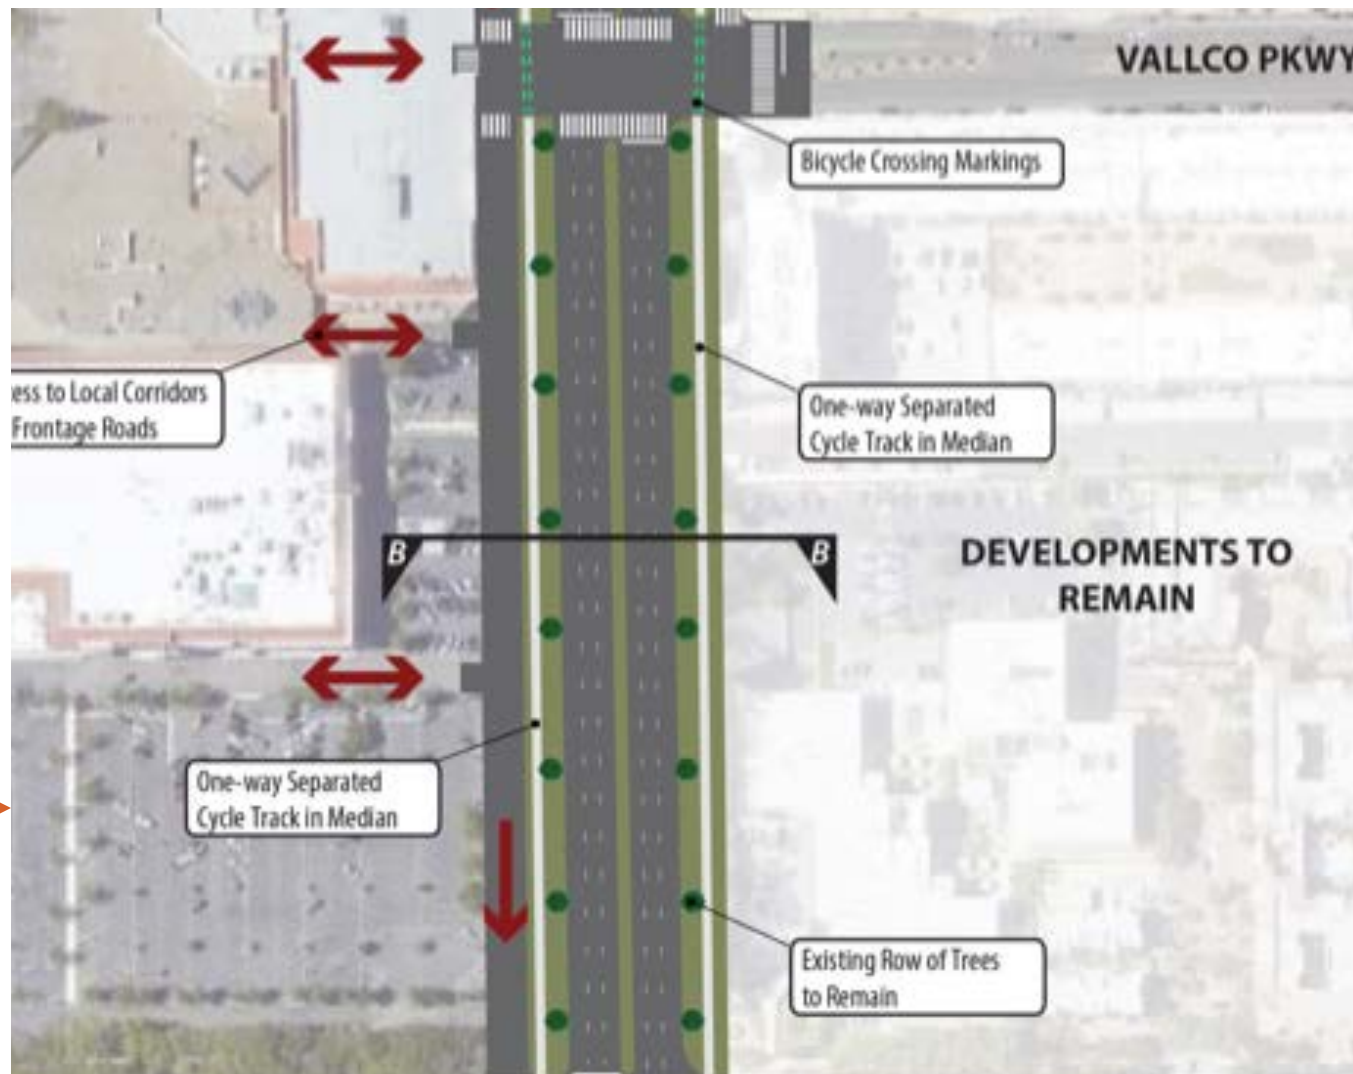 VALLCO PKWY
Bicycle Crossing Markings
ess to Local Corridors
Frontage Roads
One-way Separated
Cycle Track in Median
B
B
DEVELOPMENTS TO
REMAIN
One-way Separated
Cycle Track in Median
Existing Row of Trees
to Remain